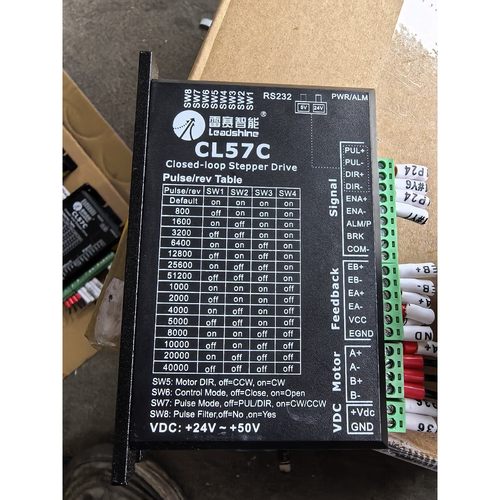 SW8
SW7
SW6
SW5
SW4
SW3
SW2
SW1
RS232
5V 24V
PWR/ALM
雷赛智能®
Leadshine
CL57C
Closed-loop Stepper Drive
Pulse/rev Table
Pulse/rev SW1 SW2 SW3 SW4
Default on on on on
800 off on on on
1600 on off on on
3200 off off on on
6400 on on off on
12800 off on off on
25600 on off off on
51200 off off off on
1000 on on on off
2000 off on on off
4000 on off on off
5000 off off on off
8000 on on off off
10000 off on off off
20000 on off off off
40000 off off off off
SW5: Motor DIR, off=CCW, on=CW
SW6: Control Mode, off=Close, on=Open
SW7: Pulse Mode, off=PUL/DIR, on=CW/CCW
SW8: Pulse Filter,off=No ,on=Yes
VDC: +24V ~ +50V
Signal
PUL+
PUL-
DIR+
DIR-
ENA+
ENA-
ALM/P
BRK
COM-
Feedback
EB+
EB-
EA+
EA-
VCC
EGND
Motor
A+
A-
B+
B-
VDC
+Vdc
GND
P24
#Y6
P24
EB+
36
CL57C